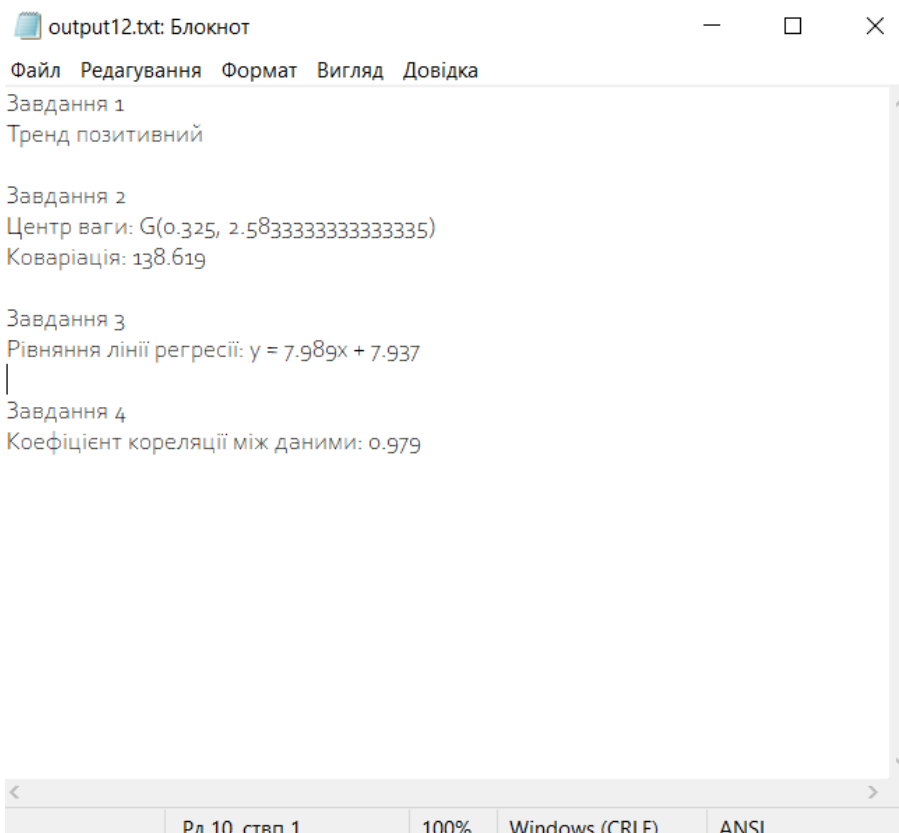 output12.txt: Блокнот
Файл Редагування Формат Вигляд Довідка
Завдання 1
Тренд позитивний
Завдання 2
Центр ваги: G(0.325, 2.5833333333333335)
Коваріація: 138.619
Завдання 3
Рівняння лінії регресії: y = 7.989x + 7.937
Завдання 4
Коефіцієнт кореляції між даними: 0.979
Рд 10, ствп 1 100% Windows (CRLF) ANSI